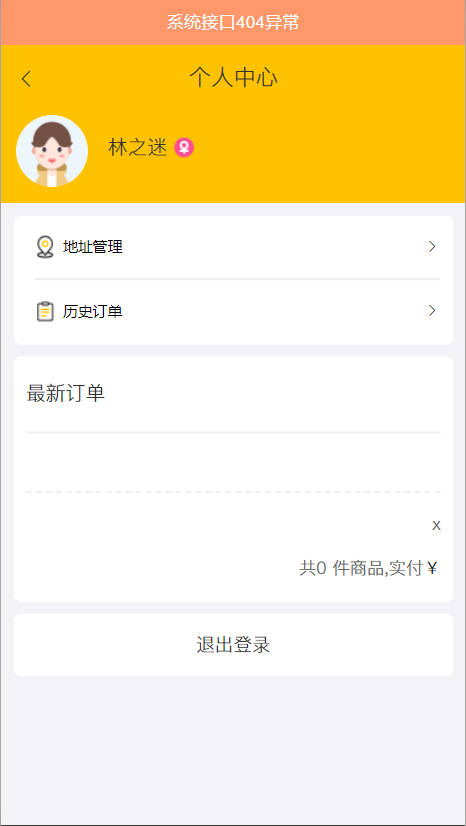 系统接口404异常
个人中心
林之迷
地址管理
历史订单
最新订单
x
共0 件商品,实付 ¥
退出登录